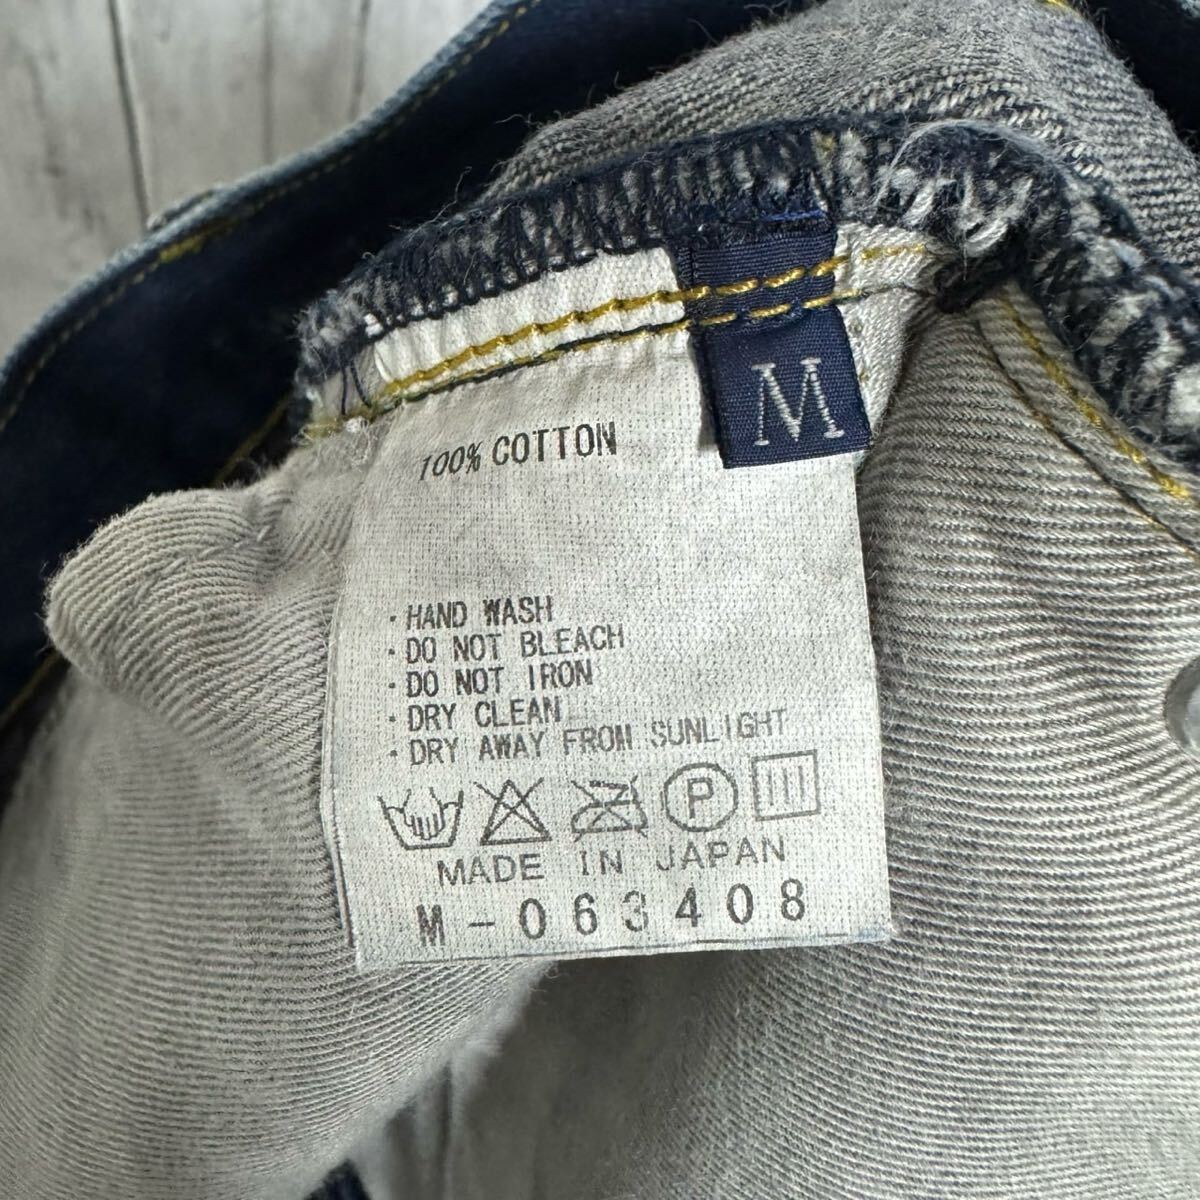 M
100% COTTON
・HAND WASH
・DO NOT BLEACH
・DO NOT IRON
・DRY CLEAN
・DRY AWAY FROM SUNLIGHT
P
MADE IN JAPAN
M-063408